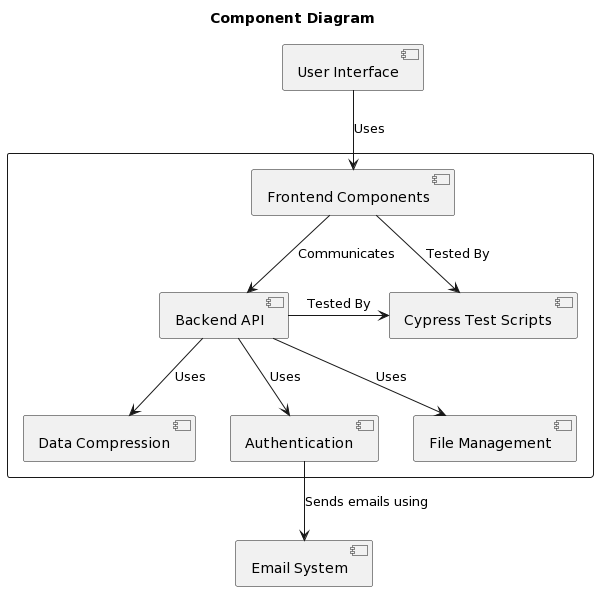 Component Diagram
User Interface
Uses
Frontend Components
Communicates
Tested By
Backend API
Tested By
Cypress Test Scripts
Uses
Uses
Uses
Data Compression
Authentication
File Management
Sends emails using
Email System